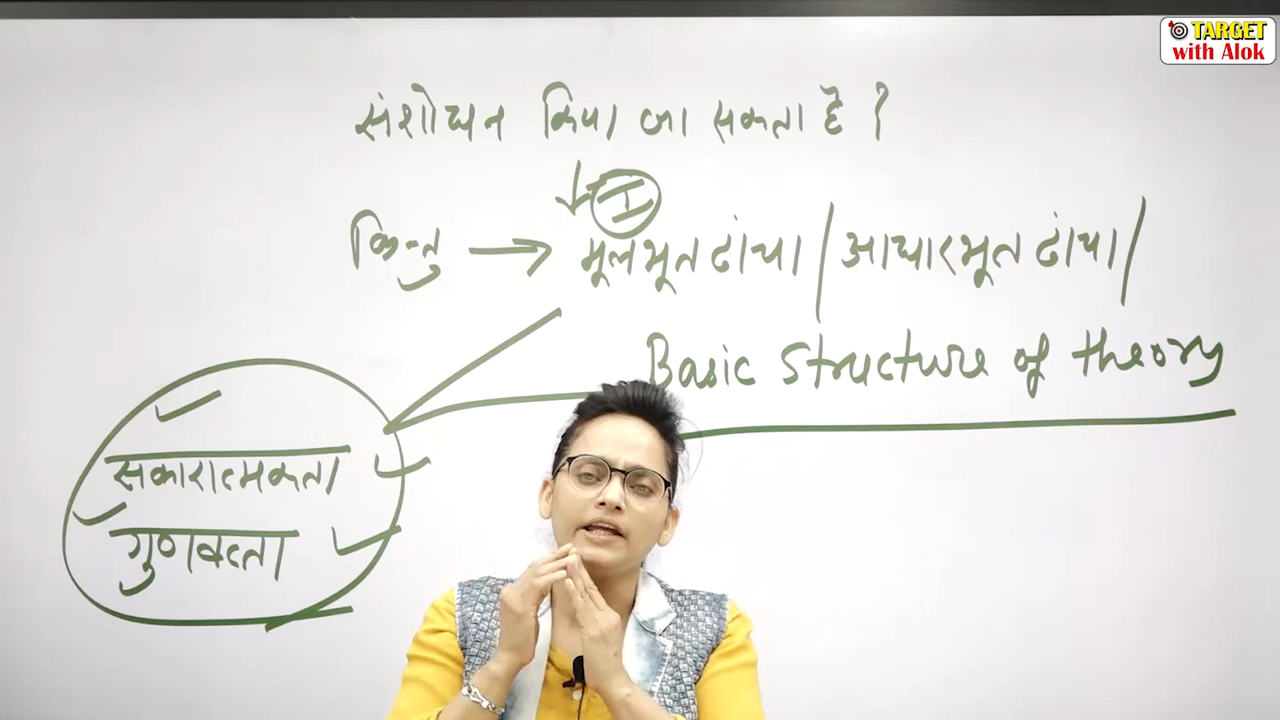 TARGET
with Alok
संशोधन किया जा सकता है ?
I
किन्तु → मूलभूत ढांचा / आधारभूत ढांचा /
Basic Structure of theory
सकारात्मकता
गुणवत्ता